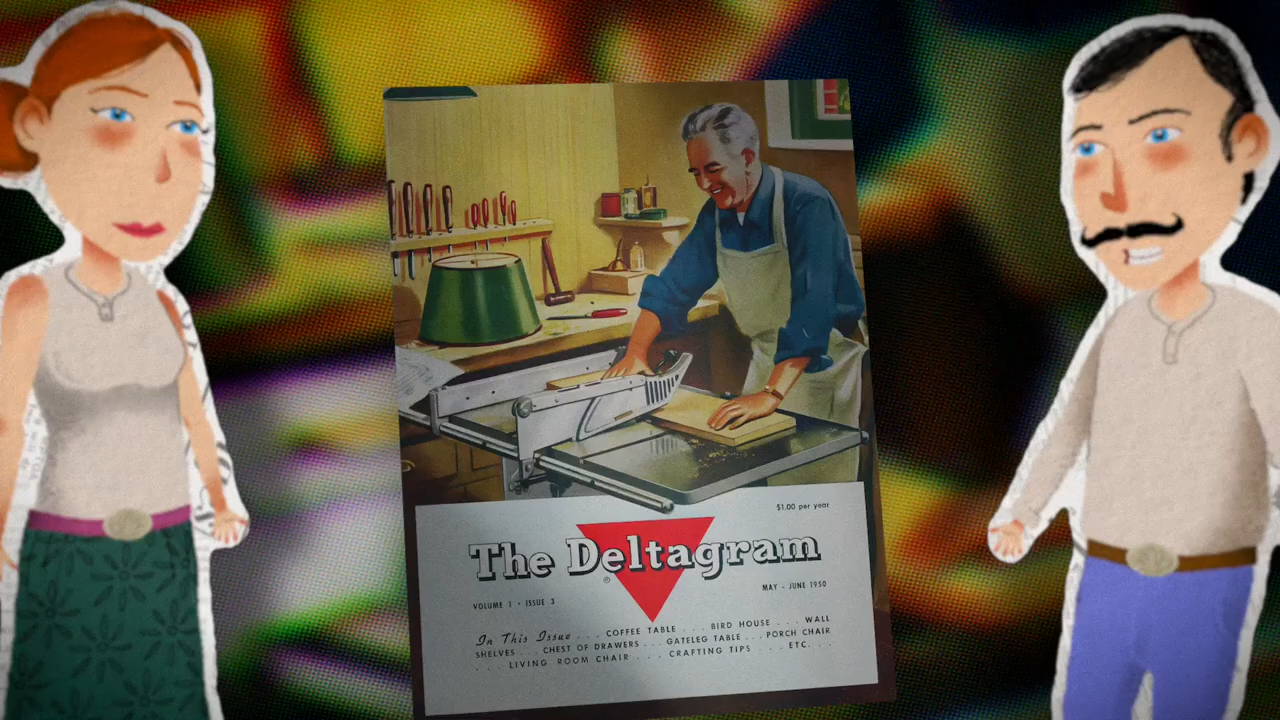 $1.00 per year
The Deltagram
®
VOLUME 1 • ISSUE 3
MAY - JUNE 1950
In This Issue . . . COFFEE TABLE . . . BIRD HOUSE . . . WALL
SHELVES . . . CHEST OF DRAWERS . . . GATELEG TABLE . . . PORCH CHAIR
. . . LIVING ROOM CHAIR . . . CRAFTING TIPS . . . ETC. . . .